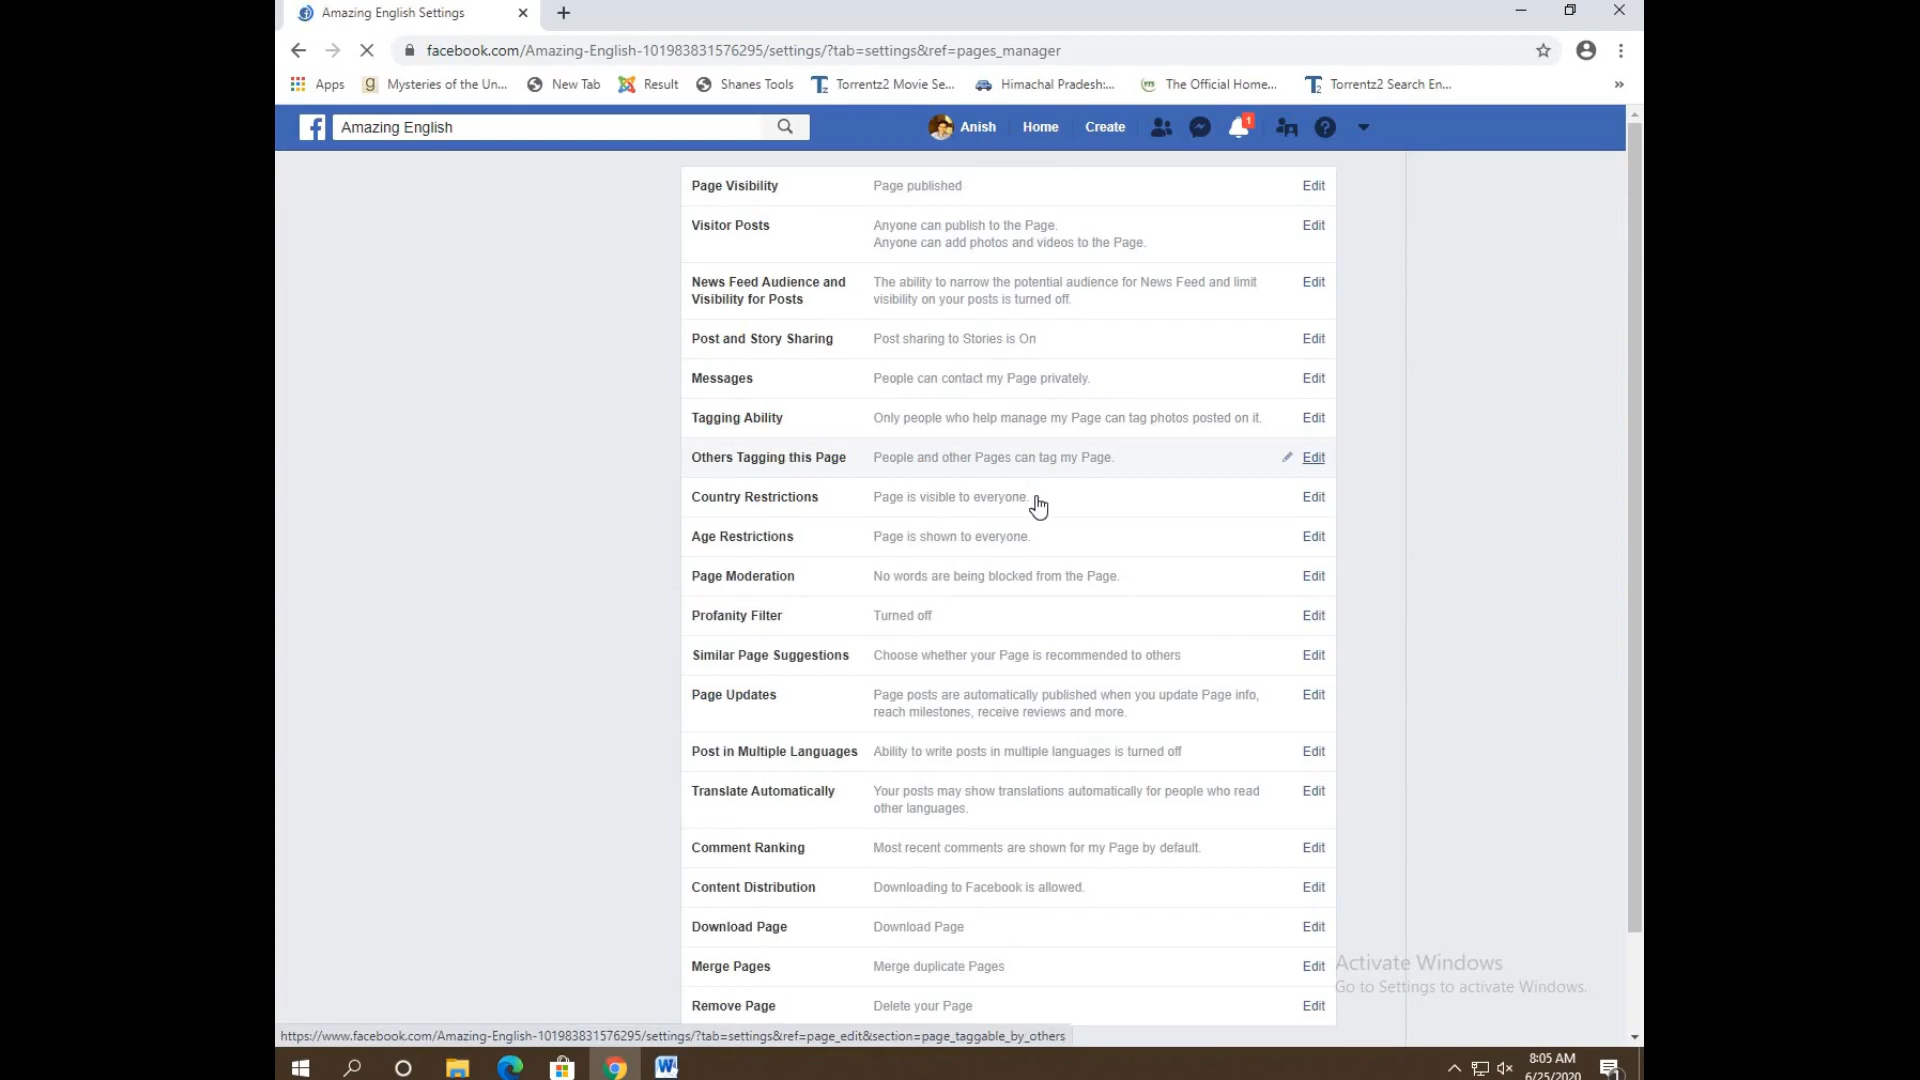 Amazing English Settings
facebook.com/Amazing-English-101983831576295/settings/?tab=settings&ref=pages_manager
Apps Mysteries of the Un... New Tab Result Shanes Tools Torrentz2 Movie Se... Himachal Pradesh:... The Official Home... Torrentz2 Search En... »
Amazing English Anish Home Create 1
Page Visibility Page published Edit
Visitor Posts Anyone can publish to the Page. Edit
Anyone can add photos and videos to the Page.
News Feed Audience and The ability to narrow the potential audience for News Feed and limit Edit
Visibility for Posts visibility on your posts is turned off.
Post and Story Sharing Post sharing to Stories is On Edit
Messages People can contact my Page privately. Edit
Tagging Ability Only people who help manage my Page can tag photos posted on it. Edit
Others Tagging this Page People and other Pages can tag my Page. Edit
Country Restrictions Page is visible to everyone. Edit
Age Restrictions Page is shown to everyone. Edit
Page Moderation No words are being blocked from the Page. Edit
Profanity Filter Turned off Edit
Similar Page Suggestions Choose whether your Page is recommended to others Edit
Page Updates Page posts are automatically published when you update Page info, Edit
reach milestones, receive reviews and more.
Post in Multiple Languages Ability to write posts in multiple languages is turned off Edit
Translate Automatically Your posts may show translations automatically for people who read Edit
other languages.
Comment Ranking Most recent comments are shown for my Page by default. Edit
Content Distribution Downloading to Facebook is allowed. Edit
Download Page Download Page Edit
Merge Pages Merge duplicate Pages Edit
Remove Page Delete your Page Edit
Activate Windows
Go to Settings to activate Windows.
https://www.facebook.com/Amazing-English-101983831576295/settings/?tab=settings&ref=page_edit&section=page_taggable_by_others
8:05 AM
6/25/2020
1